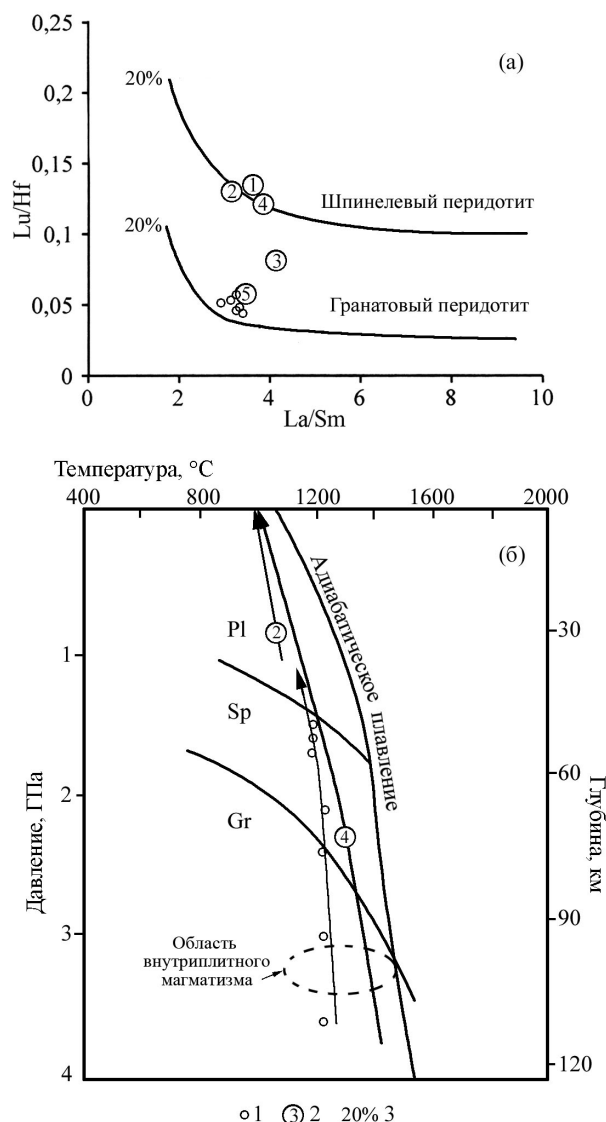 0,25
(а)
20%
0,2
0,15
1
2
4
Lu/Hf
Шпинелевый перидотит
20%
0,1
3
5
0,05
Гранатовый перидотит
0
0 2 4 6 8 10
La/Sm
Температура, °C
400 800 1200 1600 2000
(б)
Адиабатическое плавление
2
Pl
30
1
Sp
60
2
Gr
4
Давление, ГПа
Глубина, км
90
3
Область
внутриплитного
магматизма
120
4
1 3 2 20% 3